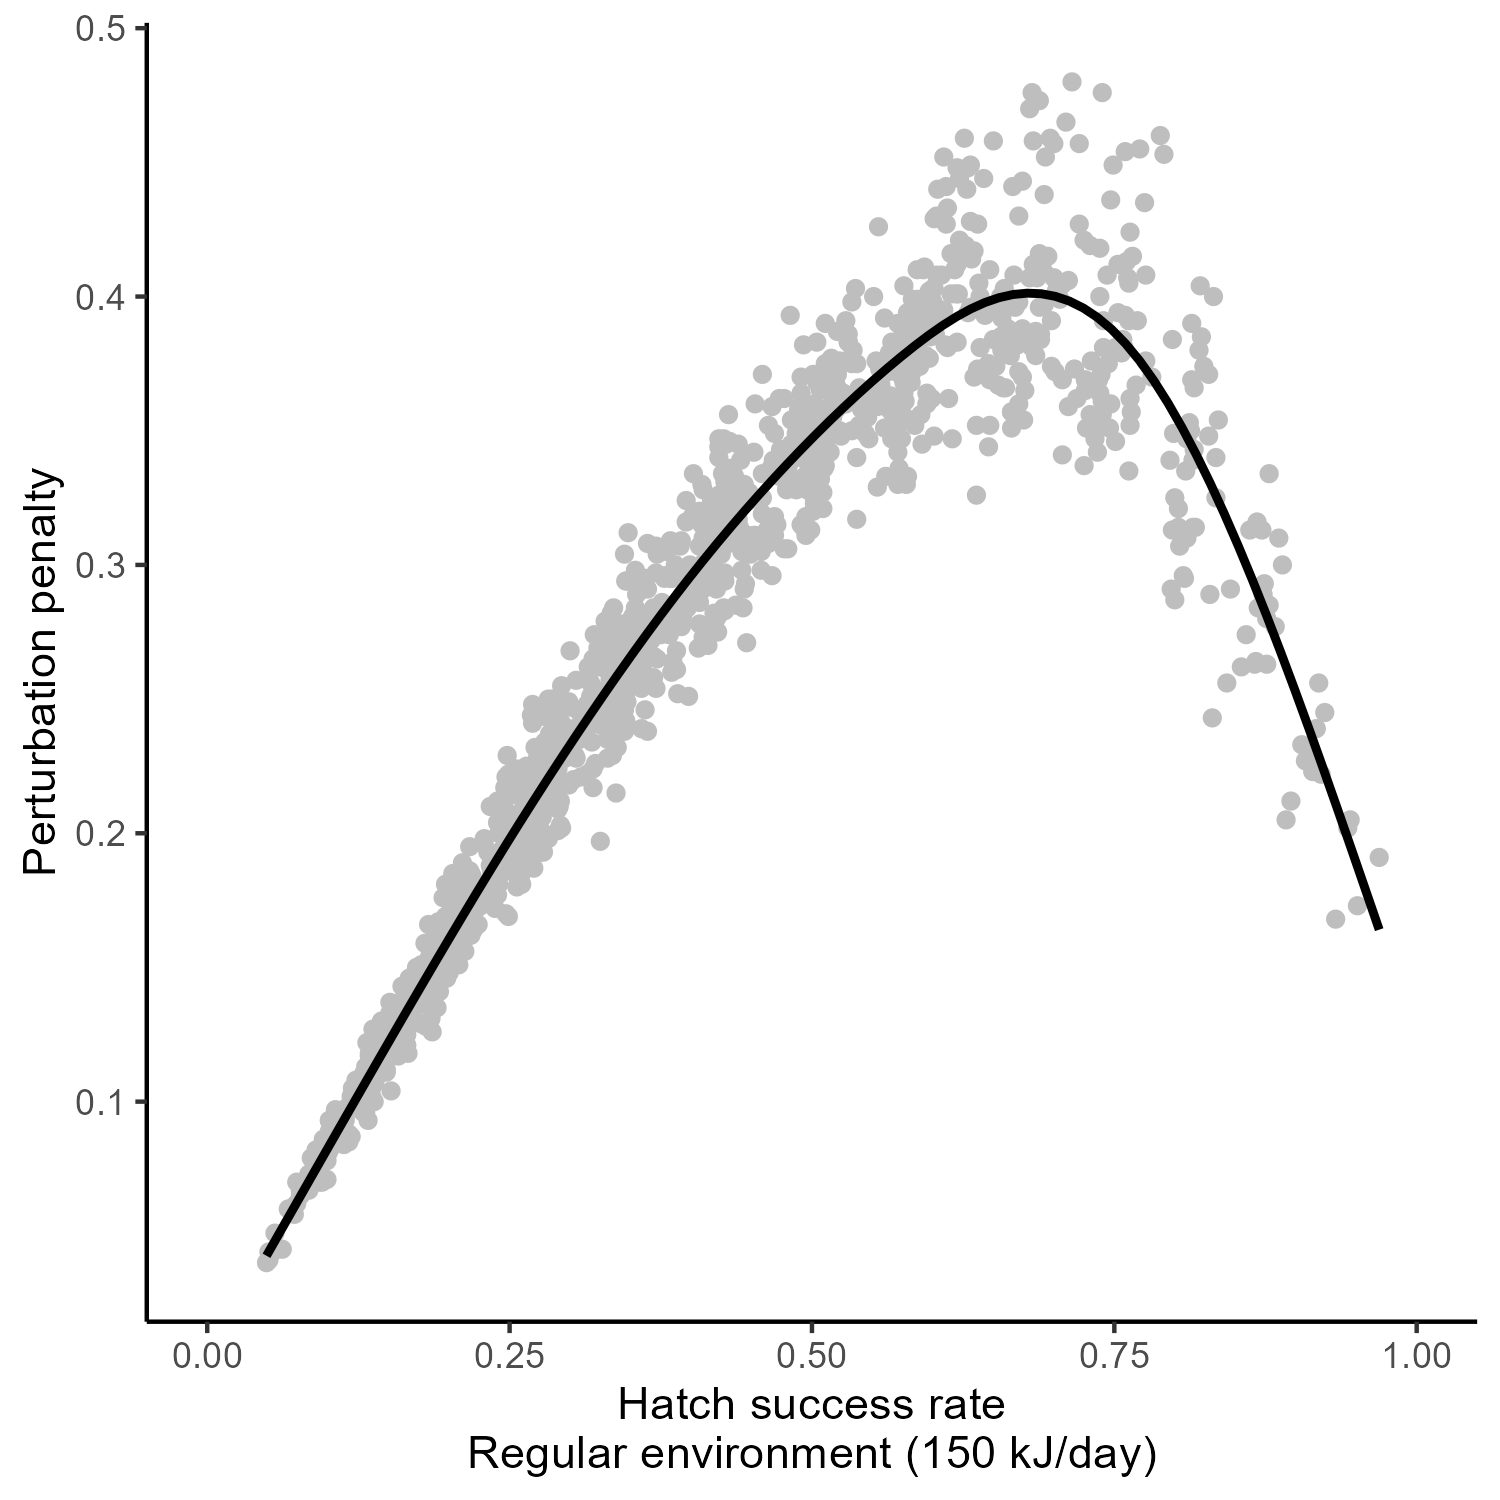 Perturbation penalty
0.5
0.4
0.3
0.2
0.1
0.00 0.25 0.50 0.75 1.00
Hatch success rate
Regular environment (150 kJ/day)